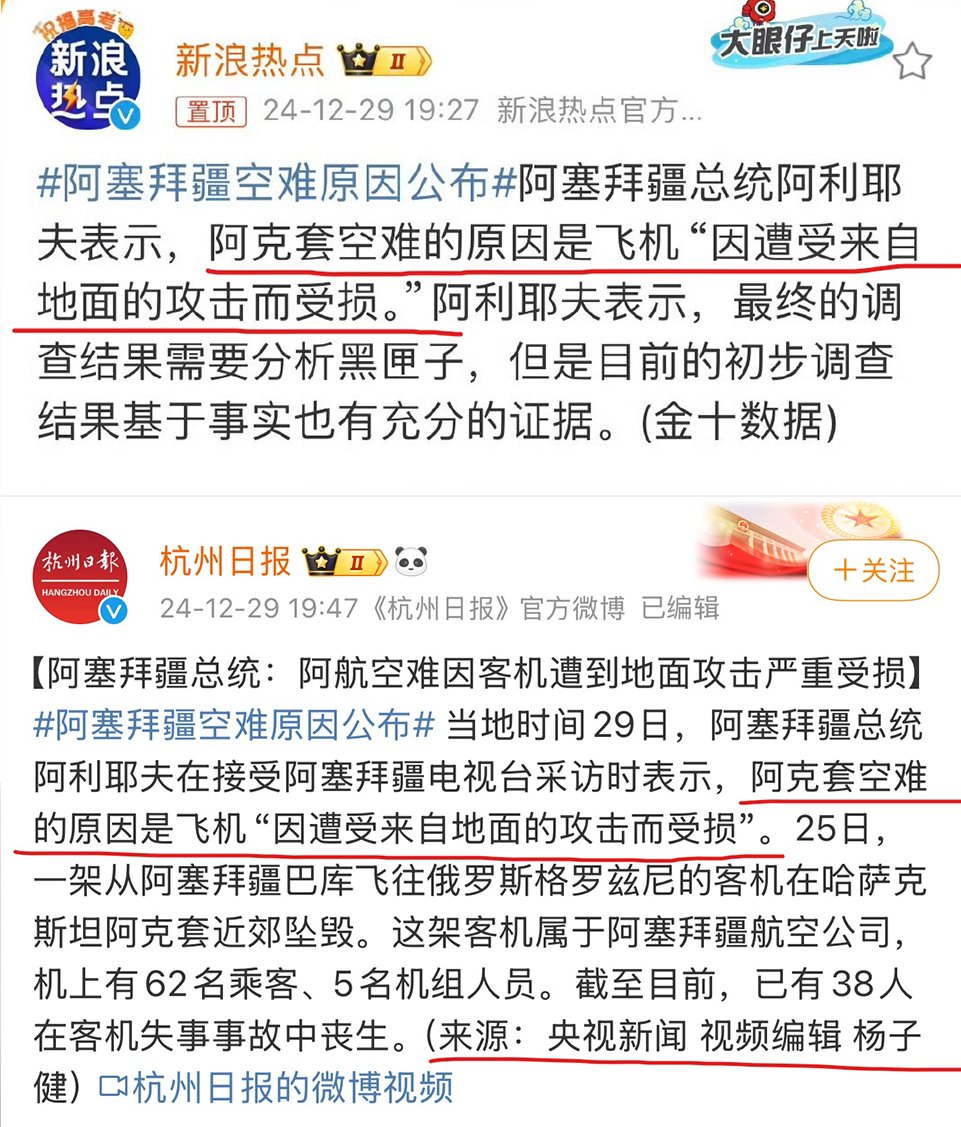 祝福高考
新浪
热点
新浪热点 II
大眼仔上天啦
置顶 24-12-29 19:27 新浪热点官方...
#阿塞拜疆空难原因公布#阿塞拜疆总统阿利耶
夫表示，阿克套空难的原因是飞机“因遭受来自
地面的攻击而受损。”阿利耶夫表示，最终的调
查结果需要分析黑匣子，但是目前的初步调查
结果基于事实也有充分的证据。(金十数据)
杭州日报
HANGZHOU DAILY
杭州日报 II
+关注
24-12-29 19:47 《杭州日报》官方微博 已编辑
【阿塞拜疆总统：阿航空难因客机遭到地面攻击严重受损】
#阿塞拜疆空难原因公布# 当地时间29日，阿塞拜疆总统
阿利耶夫在接受阿塞拜疆电视台采访时表示，阿克套空难
的原因是飞机“因遭受来自地面的攻击而受损”。25日，
一架从阿塞拜疆巴库飞往俄罗斯格罗兹尼的客机在哈萨克
斯坦阿克套近郊坠毁。这架客机属于阿塞拜疆航空公司，
机上有62名乘客、5名机组人员。截至目前，已有38人
在客机失事事故中丧生。（来源：央视新闻 视频编辑 杨子
健）杭州日报的微博视频